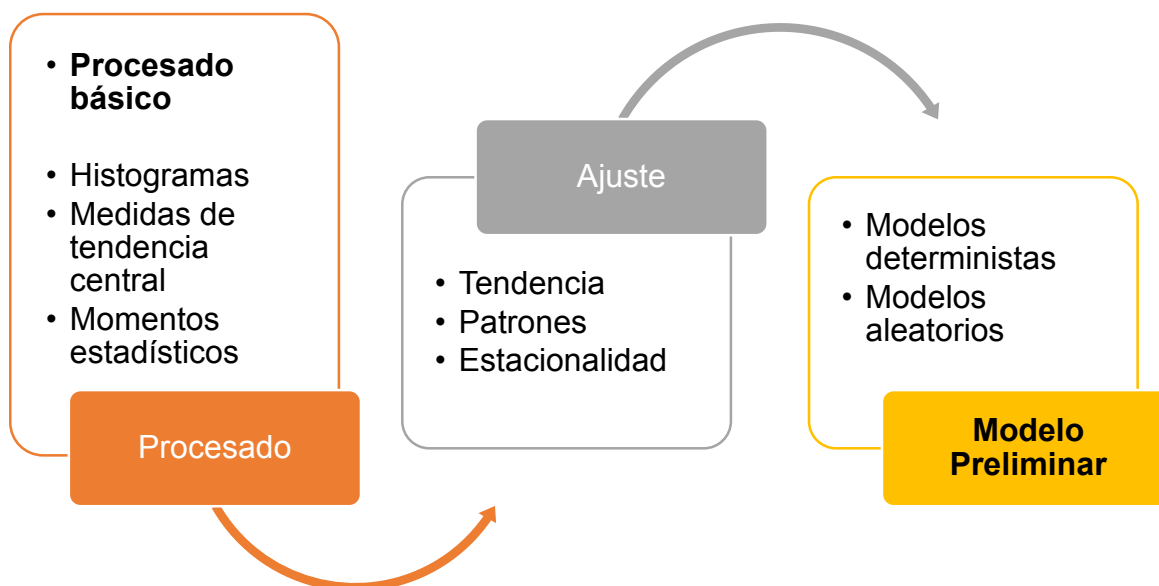 • Procesado
básico
• Histogramas
• Medidas de
tendencia
central
• Momentos
estadísticos
Procesado
Ajuste
• Tendencia
• Patrones
• Estacionalidad
• Modelos
deterministas
• Modelos
aleatorios
Modelo
Preliminar